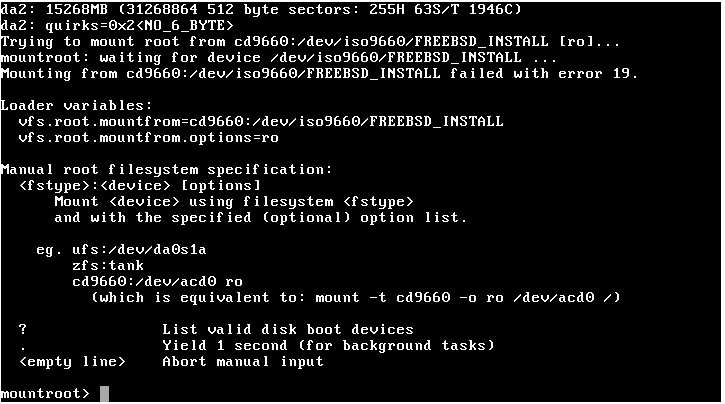 da2: 15268MB (31268864 512 byte sectors: 255H 63S/T 1946C)
da2: quirks=0x2<NO_6_BYTE>
Trying to mount root from cd9660:/dev/iso9660/FREEBSD_INSTALL [ro]...
mountroot: waiting for device /dev/iso9660/FREEBSD_INSTALL ...
Mounting from cd9660:/dev/iso9660/FREEBSD_INSTALL failed with error 19.
Loader variables:
vfs.root.mountfrom=cd9660:/dev/iso9660/FREEBSD_INSTALL
vfs.root.mountfrom.options=ro
Manual root filesystem specification:
<fstype>:<device> [options]
Mount <device> using filesystem <fstype>
and with the specified (optional) option list.
eg. ufs:/dev/da0s1a
zfs:tank
cd9660:/dev/acd0 ro
(which is equivalent to: mount -t cd9660 -o ro /dev/acd0 /)
? List valid disk boot devices
. Yield 1 second (for background tasks)
<empty line> Abort manual input
mountroot>